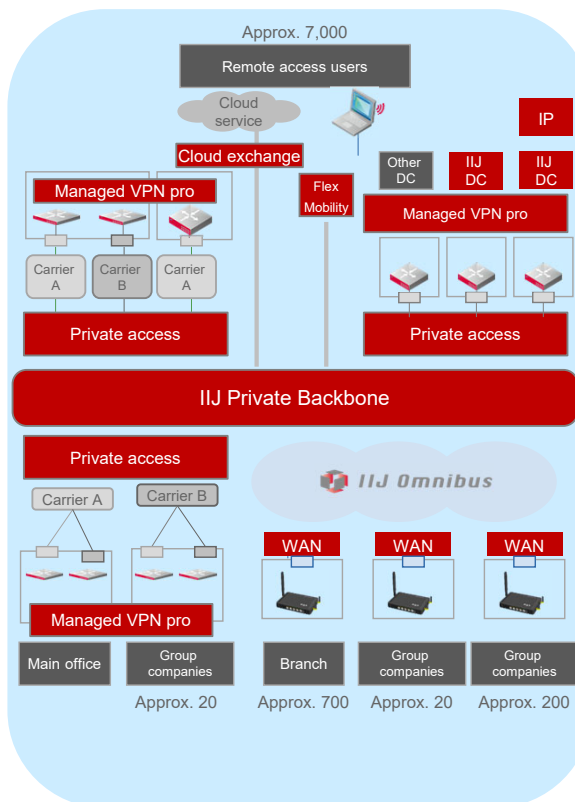 Approx. 7,000
Remote access users
Cloud
service
IP
Cloud exchange
Other
DC
IIJ
DC
IIJ
DC
Managed VPN pro
Flex
Mobility
Managed VPN pro
Carrier
A
Carrier
B
Carrier
A
Private access
Private access
IIJ Private Backbone
Private access
IIJ Omnibus
Carrier A
Carrier B
WAN
WAN
WAN
Managed VPN pro
Main office
Group
companies
Branch
Group
companies
Group
companies
Approx. 20
Approx. 700
Approx. 20
Approx. 200